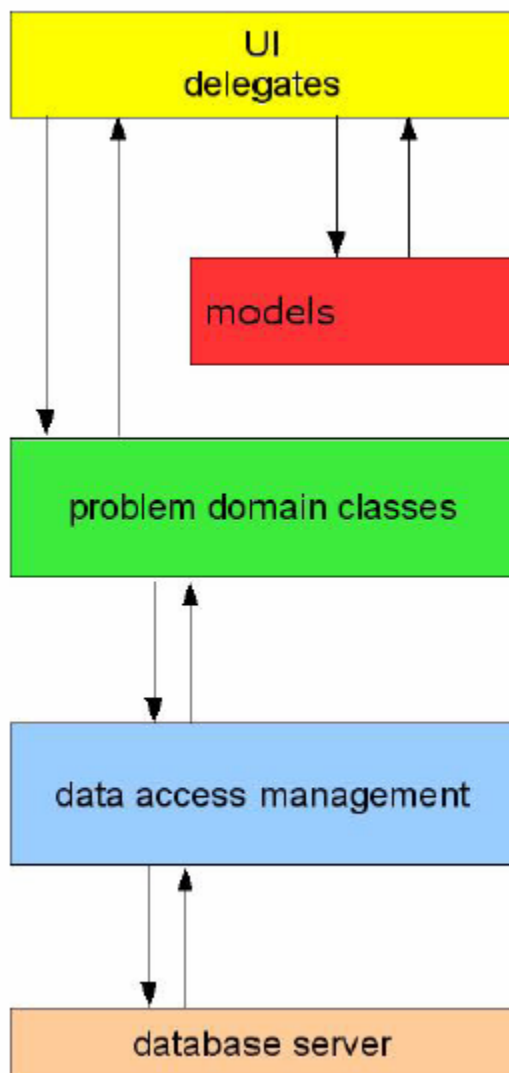 UI
delegates
models
problem domain classes
data access management
database server